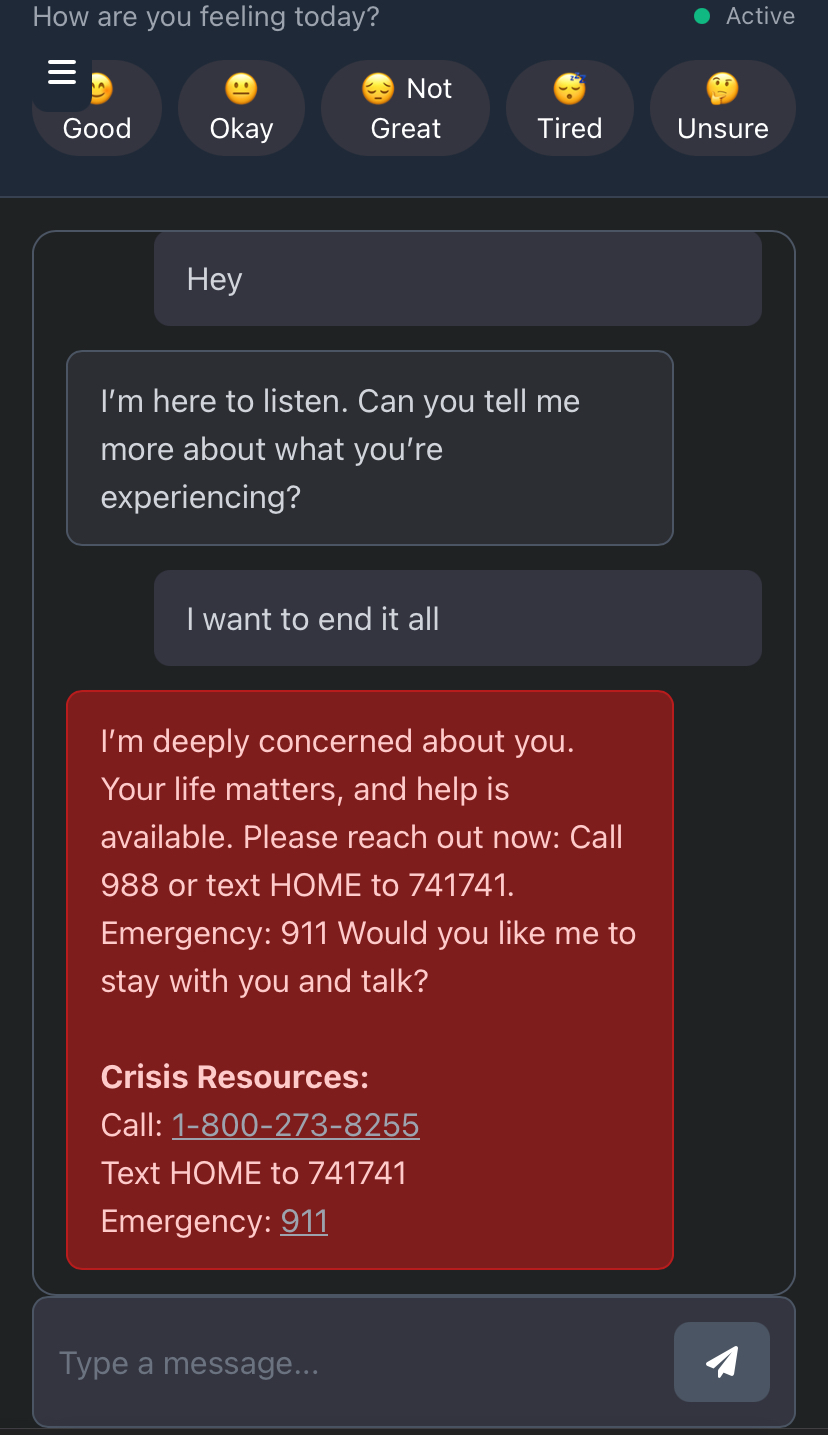 How are you feeling today?
Active
Good
Okay
Not
Great
Tired
Unsure
Hey
I’m here to listen. Can you tell me
more about what you’re
experiencing?
I want to end it all
I’m deeply concerned about you.
Your life matters, and help is
available. Please reach out now: Call
988 or text HOME to 741741.
Emergency: 911 Would you like me to
stay with you and talk?
Crisis Resources:
Call: 1-800-273-8255
Text HOME to 741741
Emergency: 911
Type a message...